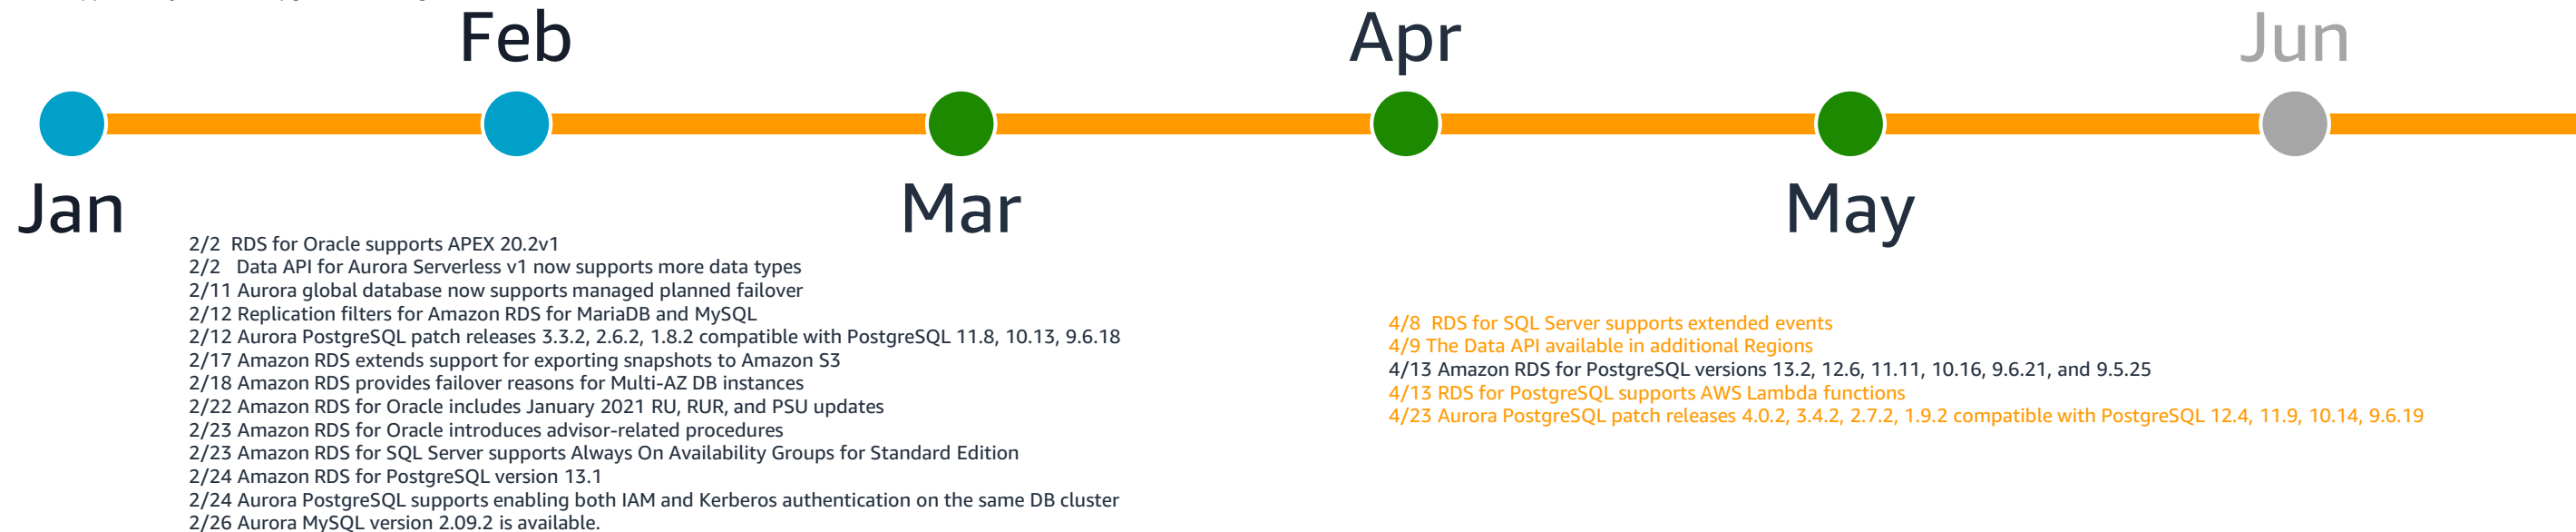 Feb
Apr
Jun
Jan
Mar
May
2/2 RDS for Oracle supports APEX 20.2v1
2/2 Data API for Aurora Serverless v1 now supports more data types
2/11 Aurora global database now supports managed planned failover
2/12 Replication filters for Amazon RDS for MariaDB and MySQL
2/12 Aurora PostgreSQL patch releases 3.3.2, 2.6.2, 1.8.2 compatible with PostgreSQL 11.8, 10.13, 9.6.18
2/17 Amazon RDS extends support for exporting snapshots to Amazon S3
2/18 Amazon RDS provides failover reasons for Multi-AZ DB instances
2/22 Amazon RDS for Oracle includes January 2021 RU, RUR, and PSU updates
2/23 Amazon RDS for Oracle introduces advisor-related procedures
2/23 Amazon RDS for SQL Server supports Always On Availability Groups for Standard Edition
2/24 Amazon RDS for PostgreSQL version 13.1
2/24 Aurora PostgreSQL supports enabling both IAM and Kerberos authentication on the same DB cluster
2/26 Aurora MySQL version 2.09.2 is available.
4/8 RDS for SQL Server supports extended events
4/9 The Data API available in additional Regions
4/13 Amazon RDS for PostgreSQL versions 13.2, 12.6, 11.11, 10.16, 9.6.21, and 9.5.25
4/13 RDS for PostgreSQL supports AWS Lambda functions
4/23 Aurora PostgreSQL patch releases 4.0.2, 3.4.2, 2.7.2, 1.9.2 compatible with PostgreSQL 12.4, 11.9, 10.14, 9.6.19